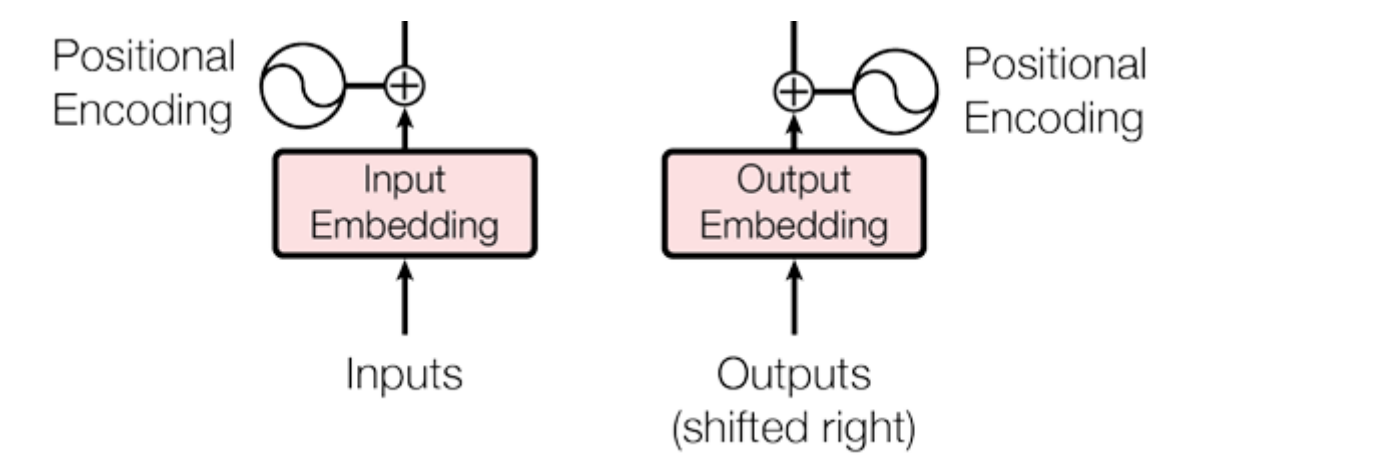 Positional
Encoding
Input
Embedding
Inputs
Positional
Encoding
Output
Embedding
Outputs
(shifted right)